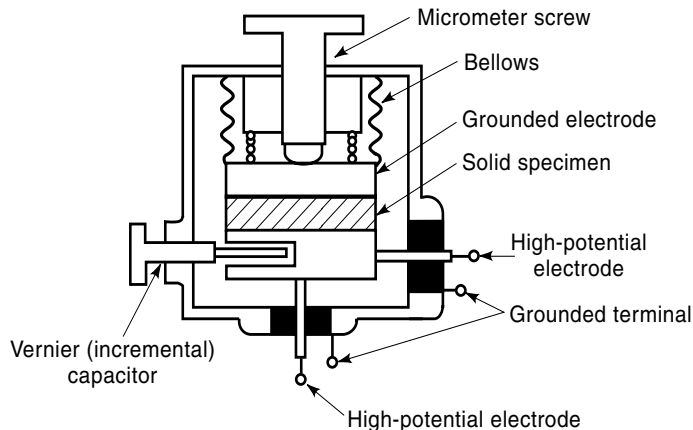 Micrometer screw
Bellows
Grounded electrode
Solid specimen
High-potential
electrode
Grounded terminal
Vernier (incremental)
capacitor
High-potential electrode